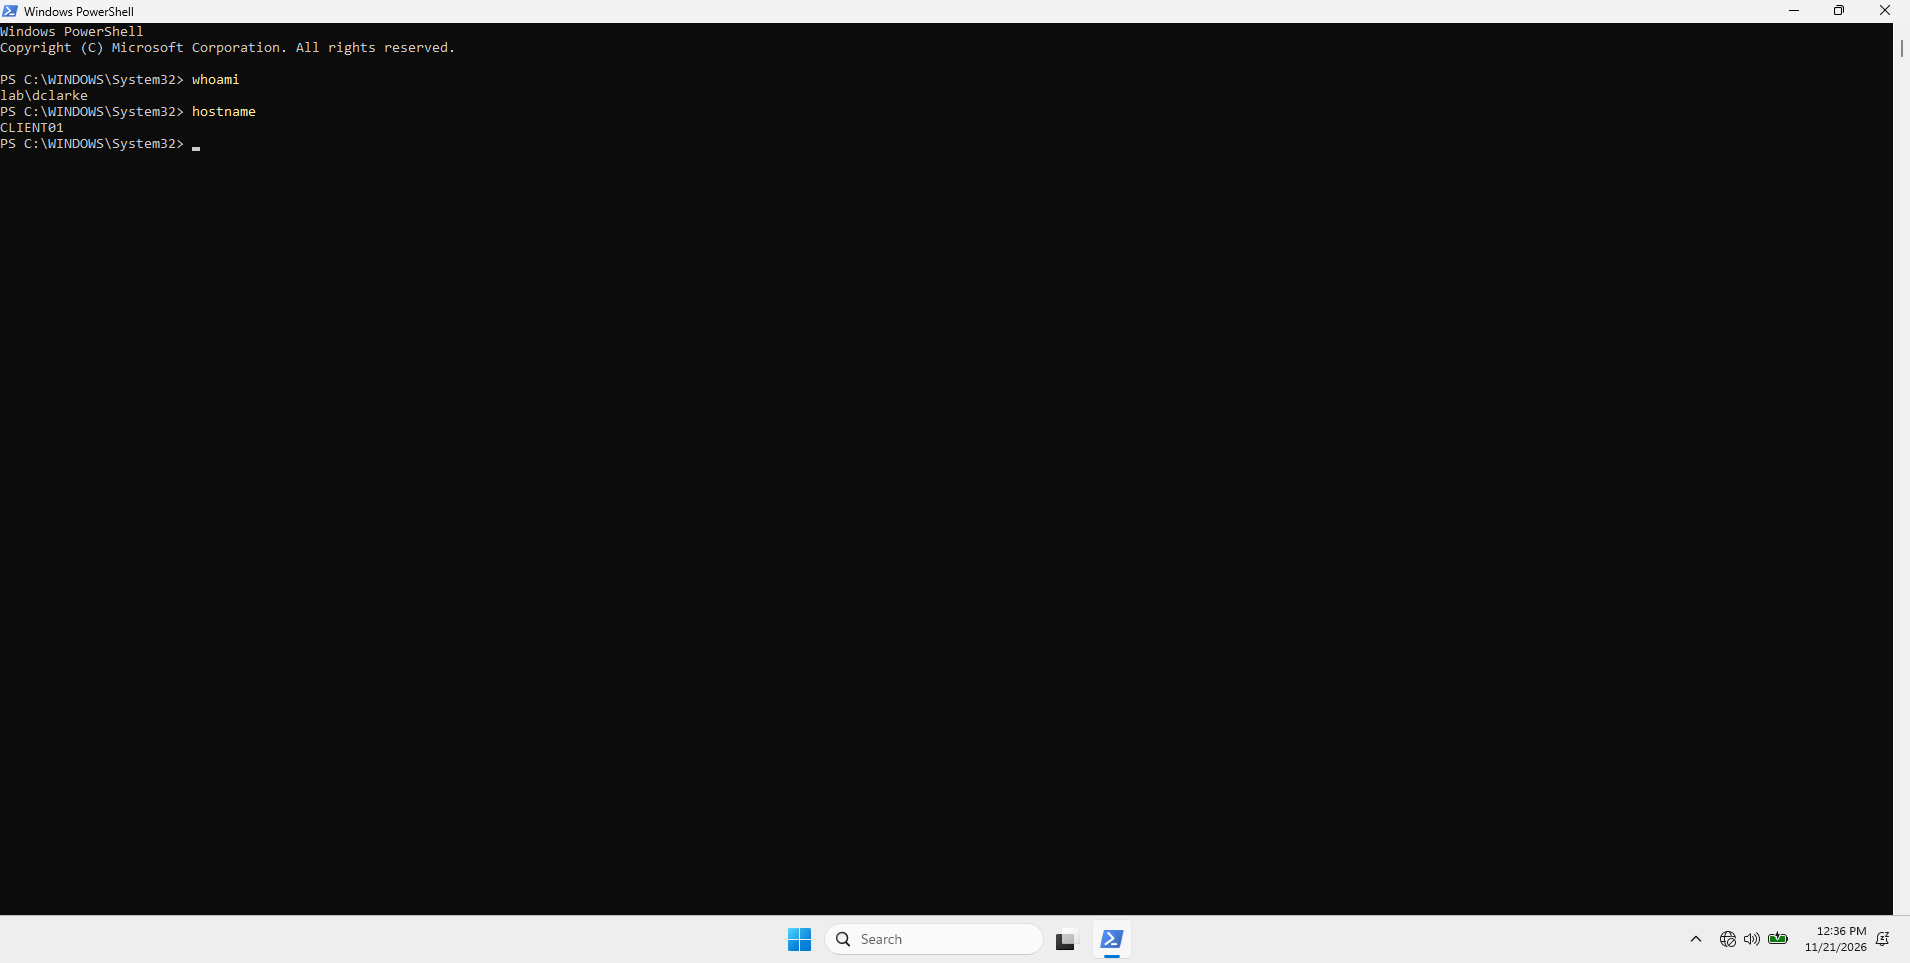 Windows PowerShell
Windows PowerShell
Copyright (C) Microsoft Corporation. All rights reserved.
PS C:\WINDOWS\System32> whoami
lab\dclarke
PS C:\WINDOWS\System32> hostname
CLIENT01
PS C:\WINDOWS\System32>
Search
12:36 PM
11/21/2026